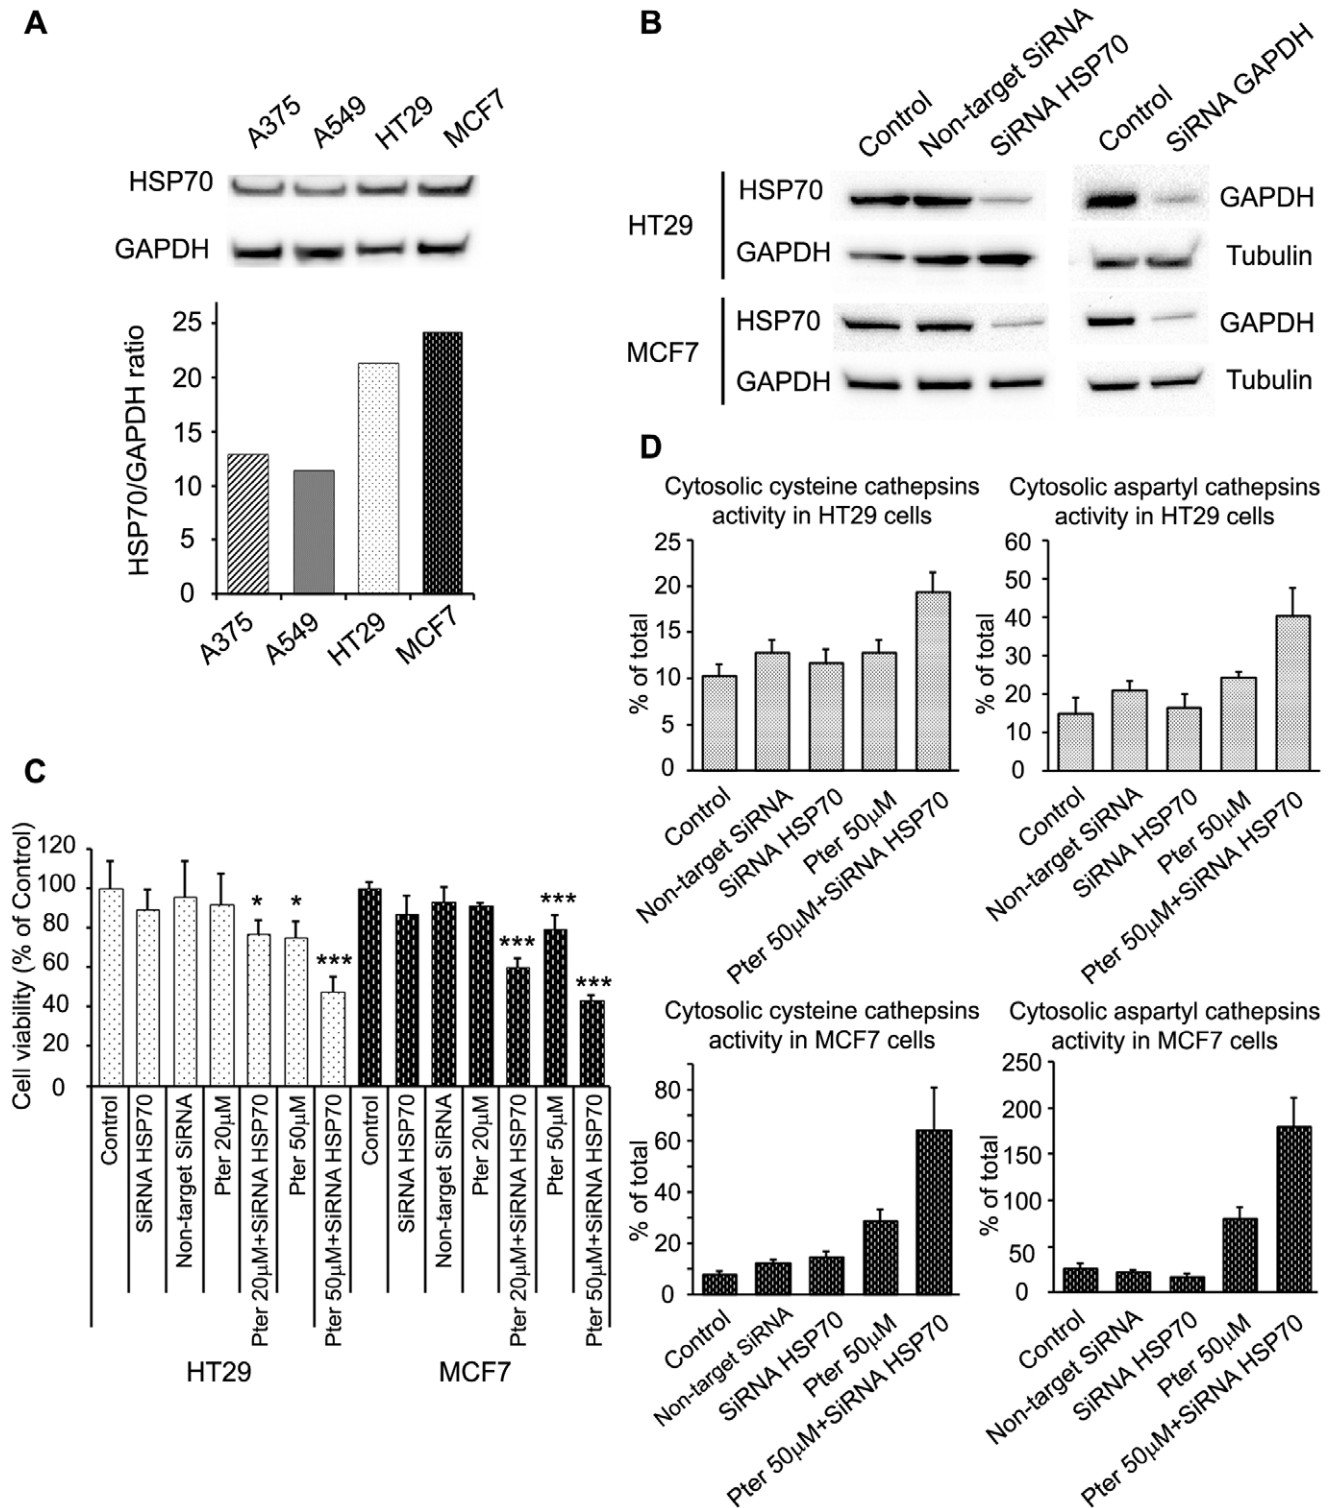 A
A375
A549
HT29
MCF7
HSP70
GAPDH
HSP70/GAPDH ratio
25
20
15
10
5
0
A375
A549
HT29
MCF7
B
Control
Non-target SiRNA
SiRNA HSP70
Control
SiRNA GAPDH
HT29
HSP70
GAPDH
GAPDH
Tubulin
MCF7
HSP70
GAPDH
GAPDH
Tubulin
C
Cell viability (% of Control)
120
100
80
60
40
20
0
*
*
***
***
***
***
Control
SiRNA HSP70
Non-target SiRNA
Pter 20µM
Pter 20µM+SiRNA HSP70
Pter 50µM
Pter 50µM+SiRNA HSP70
Control
SiRNA HSP70
Non-target SiRNA
Pter 20µM
Pter 20µM+SiRNA HSP70
Pter 50µM
Pter 50µM+SiRNA HSP70
HT29
MCF7
D
Cytosolic cysteine cathepsins
activity in HT29 cells
% of total
25
20
15
10
5
0
Control
Non-target SiRNA
SiRNA HSP70
Pter 50µM
Pter 50µM+SiRNA HSP70
Cytosolic aspartyl cathepsins
activity in HT29 cells
% of total
60
50
40
30
20
10
0
Control
Non-target SiRNA
SiRNA HSP70
Pter 50µM
Pter 50µM+SiRNA HSP70
Cytosolic cysteine cathepsins
activity in MCF7 cells
% of total
80
60
40
20
0
Control
Non-target SiRNA
SiRNA HSP70
Pter 50µM
Pter 50µM+SiRNA HSP70
Cytosolic aspartyl cathepsins
activity in MCF7 cells
% of total
250
200
150
100
50
0
Control
Non-target SiRNA
SiRNA HSP70
Pter 50µM
Pter 50µM+SiRNA HSP70